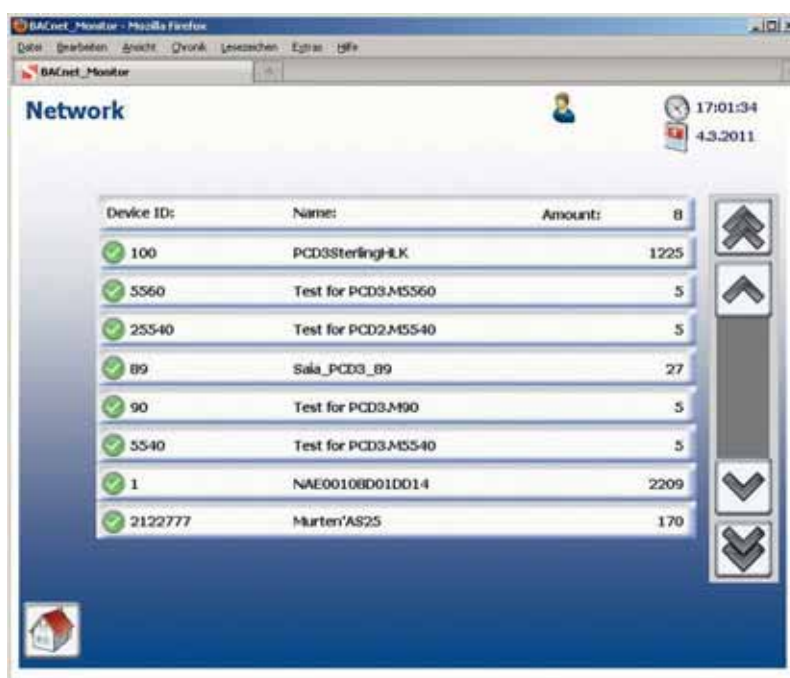 BACnet_Monitor - Mozilla Firefox
Datei Bearbeiten Ansicht Chronik Lesezeichen Extras Hilfe
BACnet_Monitor
Network
17:01:34
4.3.2011
Device ID: Name: Amount: 8
100 PCD3SterlingHLK 1225
5560 Test for PCD3.M5560 5
25540 Test for PCD2.M5540 5
89 Saia_PCD3_89 27
90 Test for PCD3.M90 5
5540 Test for PCD3.M5540 5
1 NAE00108D01DD14 2209
2122777 Murten'AS25 170